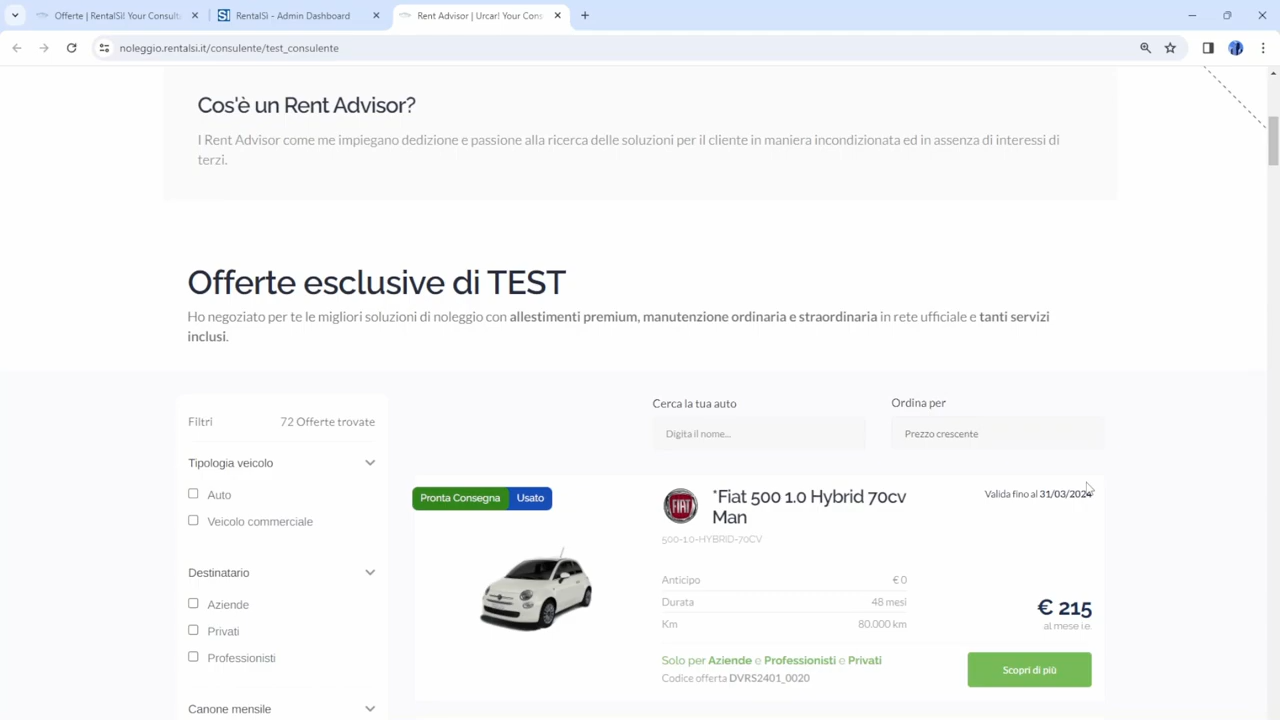 Offerte | RentalSì! Your Consult
RentalSì - Admin Dashboard
Rent Advisor | Urcar! Your Cons
noleggio.rentalsi.it/consulente/test_consulente
Cos'è un Rent Advisor?
I Rent Advisor come me impiegano dedizione e passione alla ricerca delle soluzioni per il cliente in maniera incondizionata ed in assenza di interessi di
terzi.
Offerte esclusive di TEST
Ho negoziato per te le migliori soluzioni di noleggio con allestimenti premium, manutenzione ordinaria e straordinaria in rete ufficiale e tanti servizi
inclusi.
Filtri 72 Offerte trovate
Tipologia veicolo
Auto
Veicolo commerciale
Destinatario
Aziende
Privati
Professionisti
Canone mensile
Cerca la tua auto
Digita il nome...
Ordina per
Prezzo crescente
Pronta Consegna Usato
FIAT
*Fiat 500 1.0 Hybrid 70cv
Man
500-1.0-HYBRID-70CV
Valida fino al 31/03/2024
Anticipo € 0
Durata 48 mesi
Km 80.000 km
€ 215
al mese i.e.
Solo per Aziende e Professionisti e Privati
Codice offerta DVRS2401_0020
Scopri di più